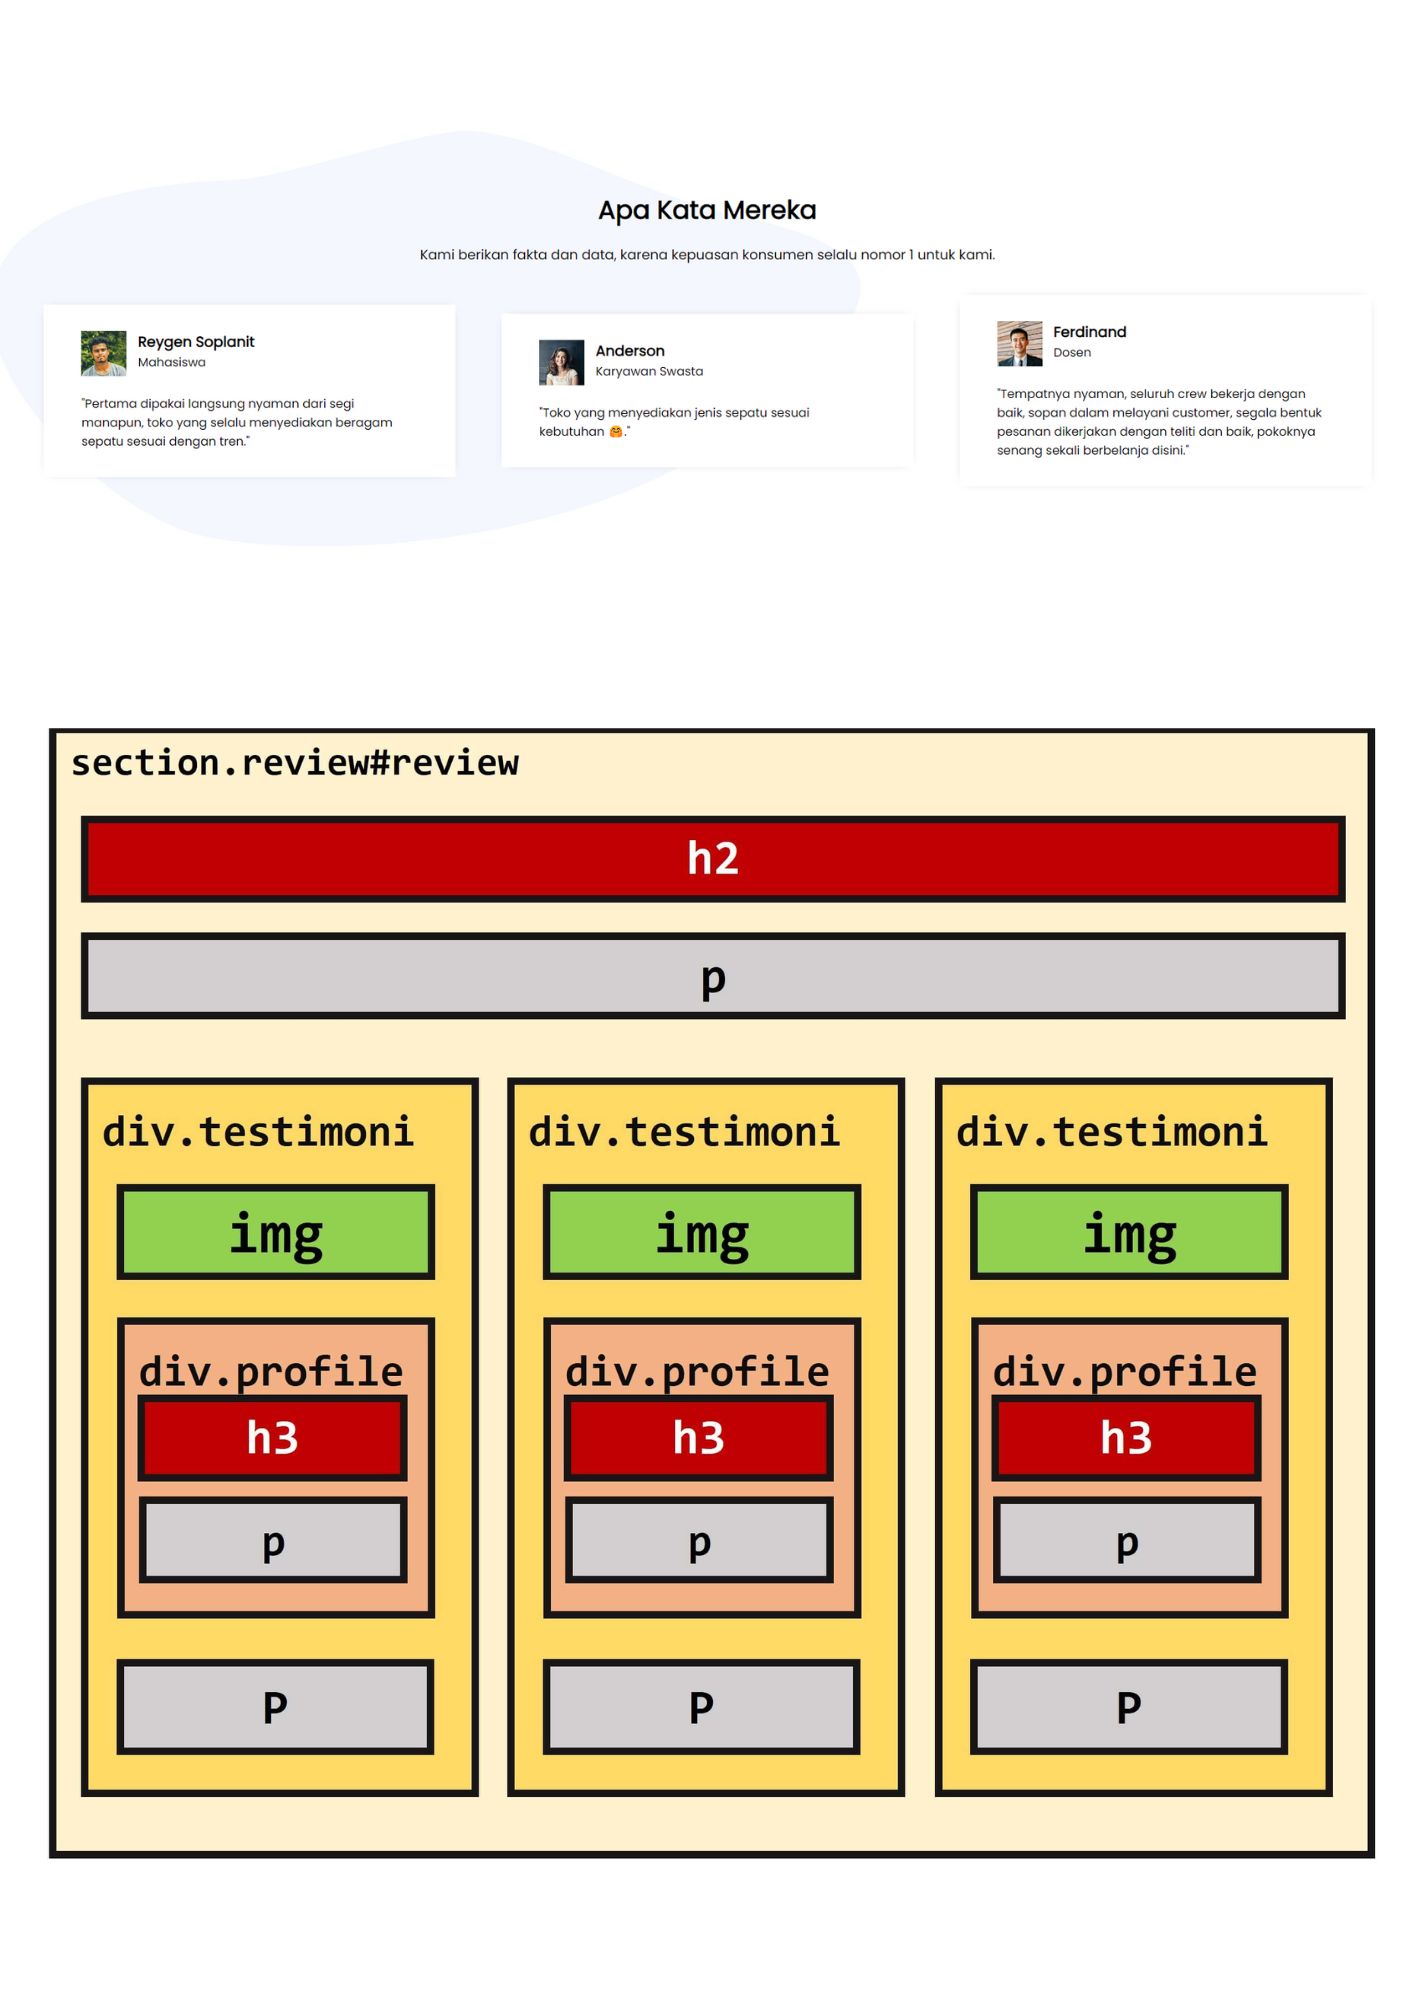 Apa Kata Mereka
Kami berikan fakta dan data, karena kepuasan konsumen selalu nomor 1 untuk kami.
Reygen Soplanit
Mahasiswa
"Pertama dipakai langsung nyaman dari segi
manapun, toko yang selalu menyediakan beragam
sepatu sesuai dengan tren."
Anderson
Karyawan Swasta
"Toko yang menyediakan jenis sepatu sesuai
kebutuhan 🤗."
Ferdinand
Dosen
"Tempatnya nyaman, seluruh crew bekerja dengan
baik, sopan dalam melayani customer, segala bentuk
pesanan dikerjakan dengan teliti dan baik, pokoknya
senang sekali berbelanja disini."
section.review#review
h2
p
div.testimoni
img
div.profile
h3
p
P
div.testimoni
img
div.profile
h3
p
P
div.testimoni
img
div.profile
h3
p
P